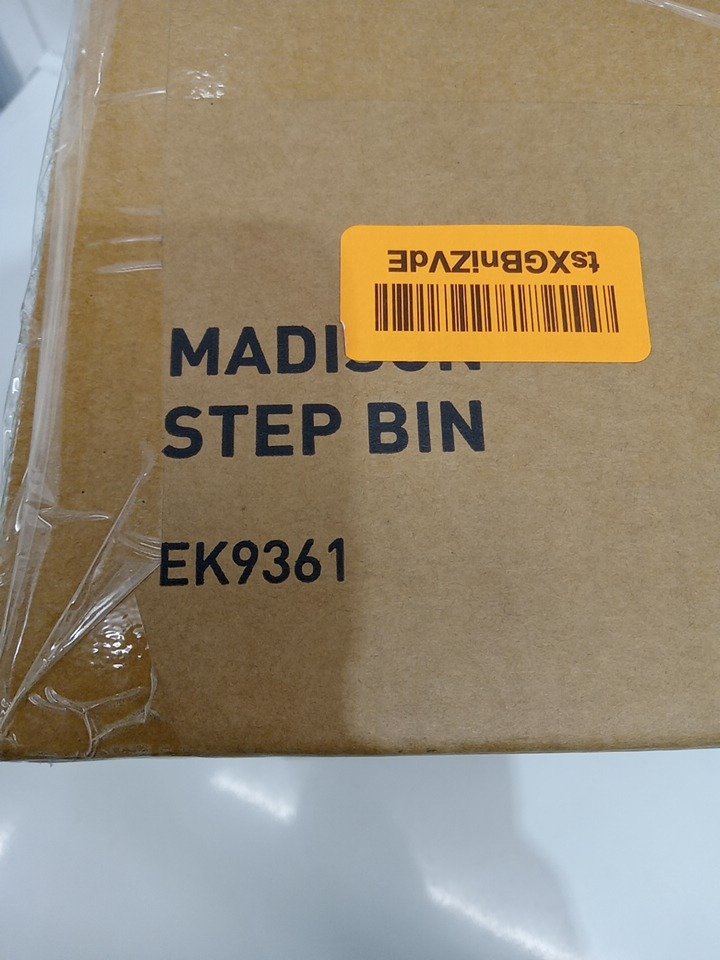 tsXGBniZVdE
MADISON
STEP BIN
EK9361